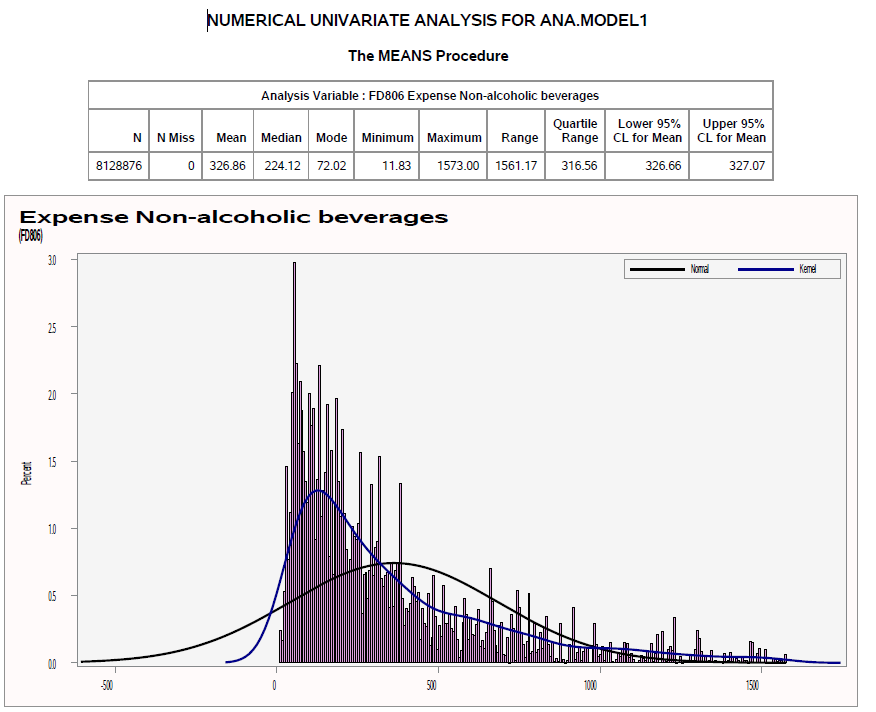 NUMERICAL UNIVARIATE ANALYSIS FOR ANA.MODEL1
The MEANS Procedure
Analysis Variable : FD806 Expense Non-alcoholic beverages
N N Miss Mean Median Mode Minimum Maximum Range Quartile Range Lower 95% CL for Mean Upper 95% CL for Mean
8128876 0 326.86 224.12 72.02 11.83 1573.00 1561.17 316.56 326.66 327.07
Expense Non-alcoholic beverages
(FD806)
Normal Kernel
3.0
2.5
2.0
1.5
1.0
0.5
0.0
Percent
-500 0 500 1000 1500